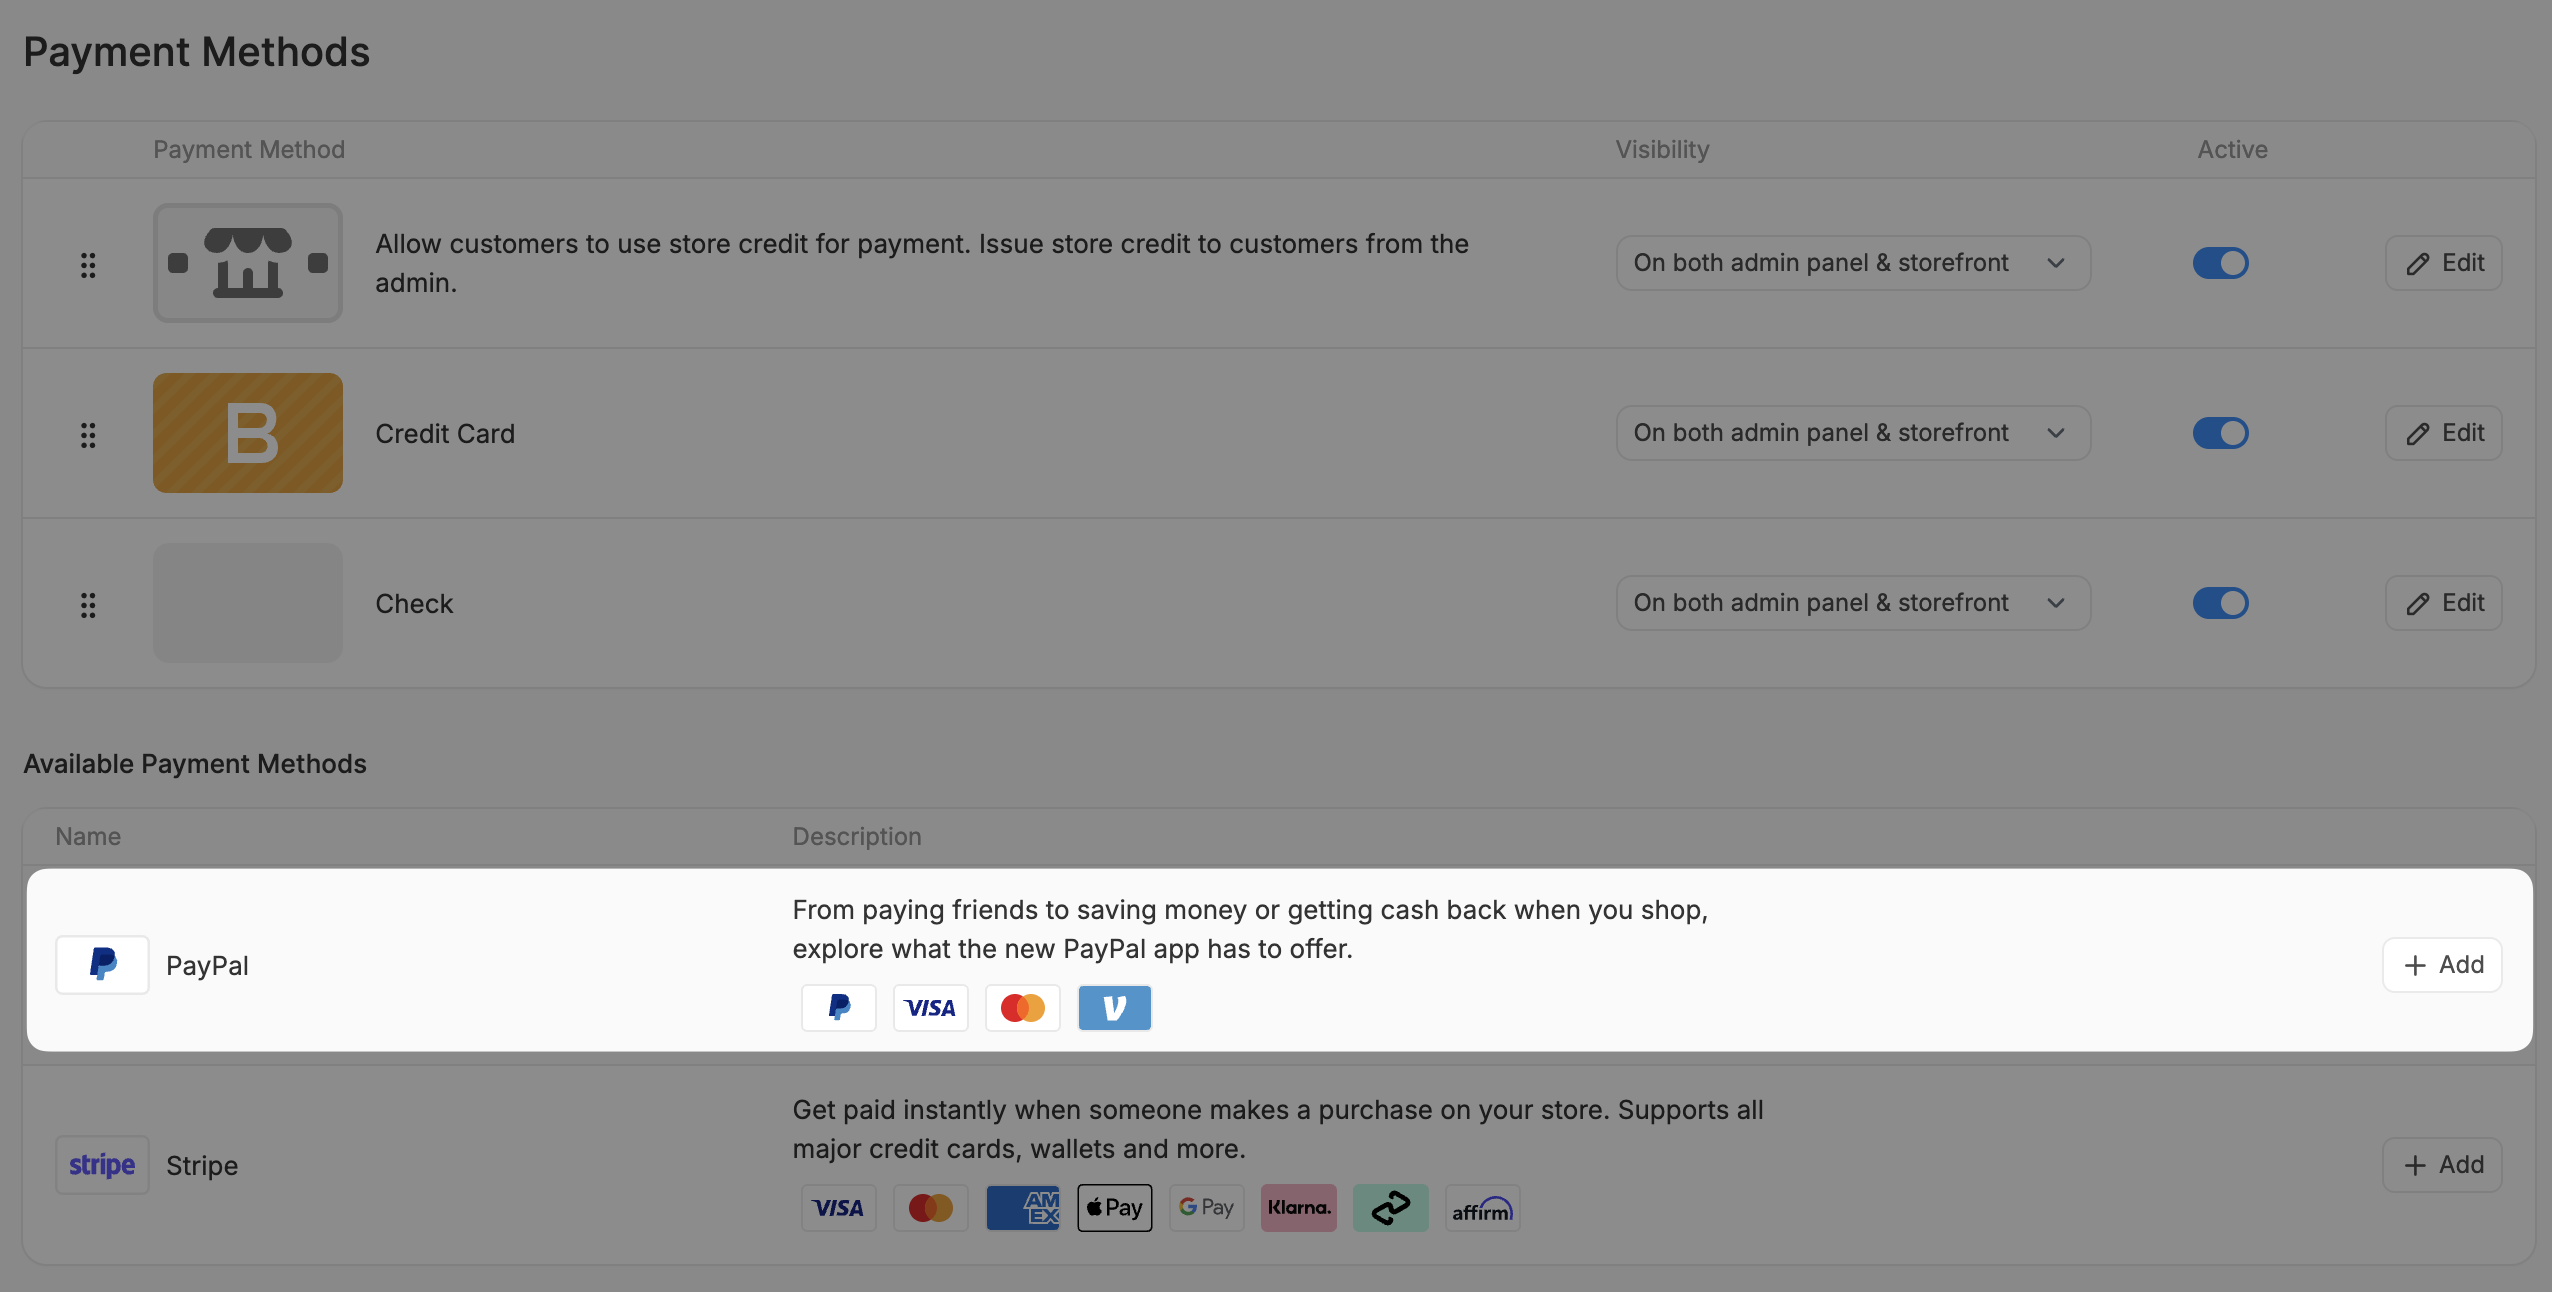 Payment Methods
Payment Method Visibility Active
Allow customers to use store credit for payment. Issue store credit to customers from the
admin.
On both admin panel & storefront
Edit
B
Credit Card
On both admin panel & storefront
Edit
Check
On both admin panel & storefront
Edit
Available Payment Methods
Name Description
PayPal
From paying friends to saving money or getting cash back when you shop,
explore what the new PayPal app has to offer.
VISA
Add
stripe Stripe
Get paid instantly when someone makes a purchase on your store. Supports all
major credit cards, wallets and more.
VISA AM EX Pay G Pay Klarna. affirm
Add